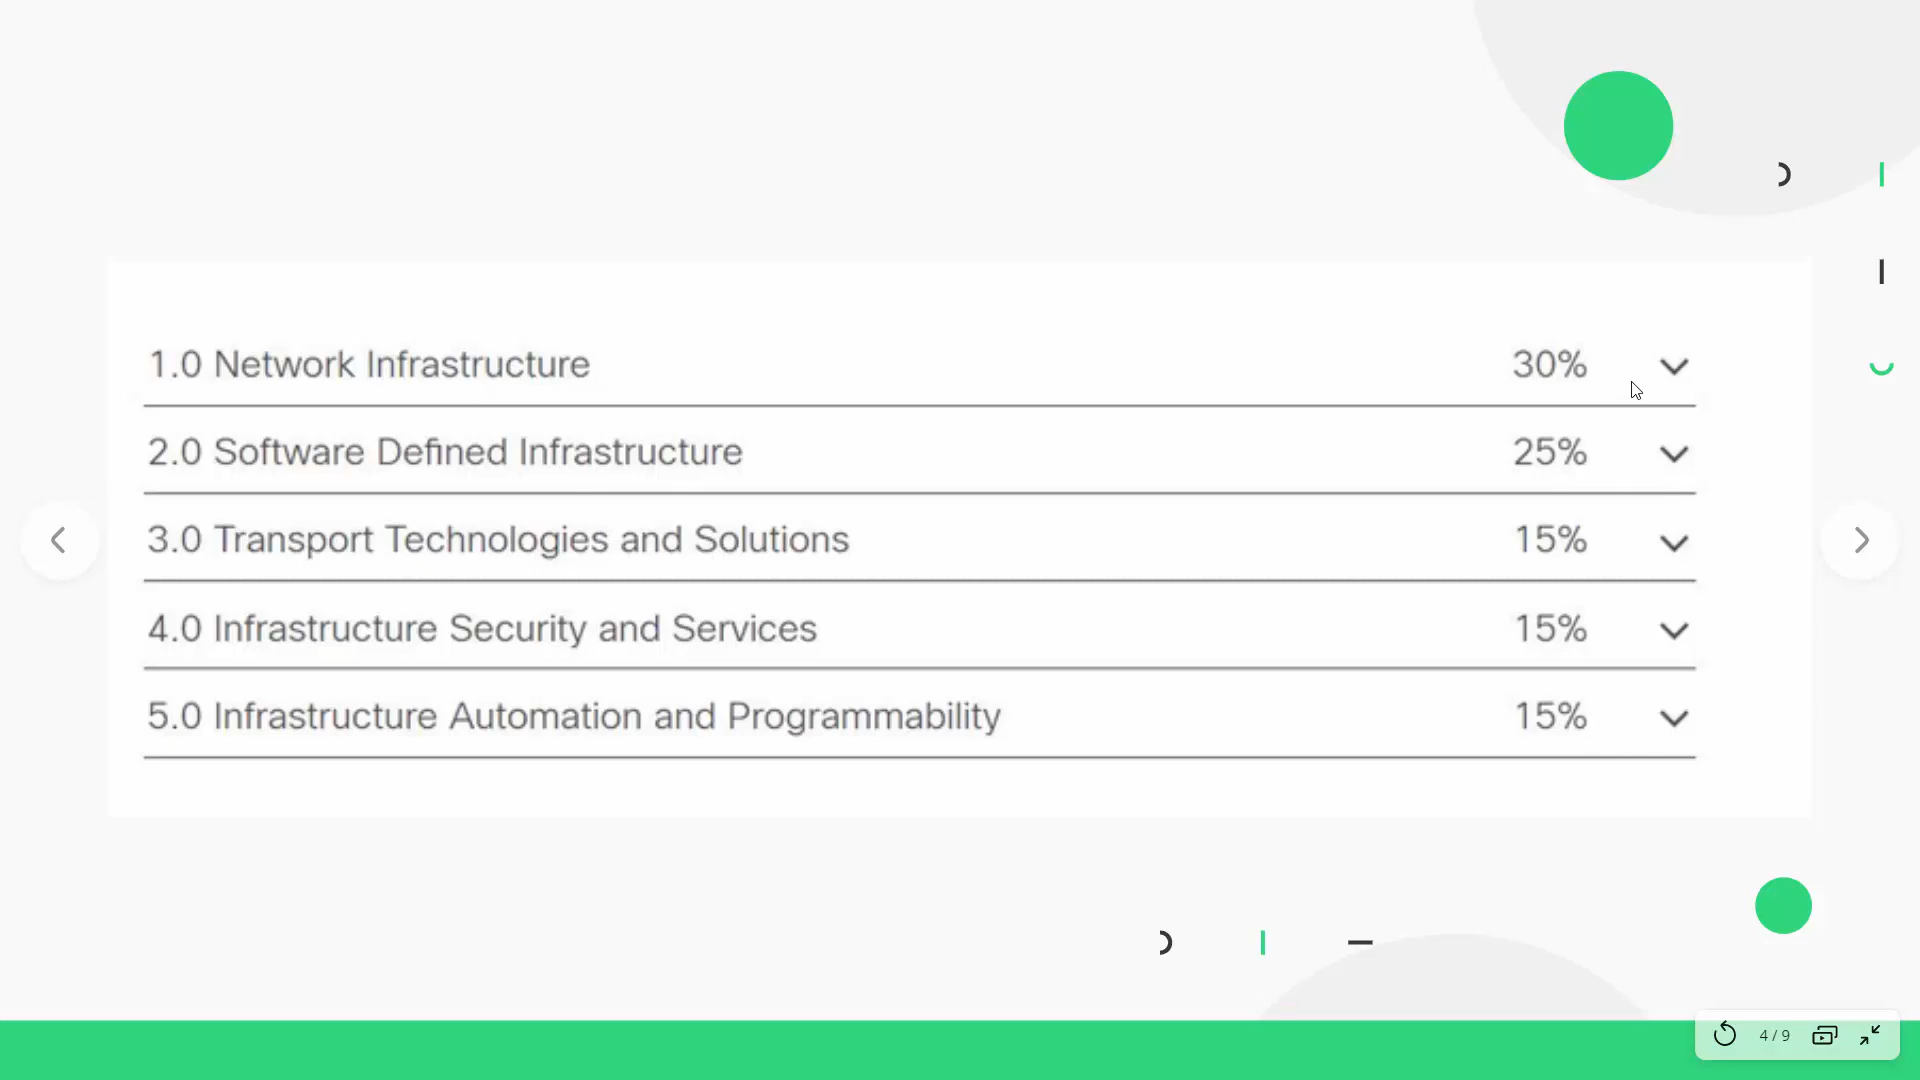 1.0 Network Infrastructure 30%
2.0 Software Defined Infrastructure 25%
3.0 Transport Technologies and Solutions 15%
4.0 Infrastructure Security and Services 15%
5.0 Infrastructure Automation and Programmability 15%
4 / 9